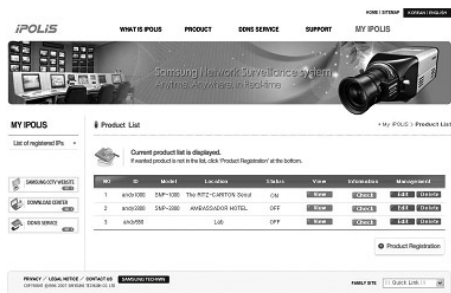 HOME | SITEMAP KOREAN | ENGLISH
iPOLiS
WHAT IS IPOLIS PRODUCT DDNS SERVICE SUPPORT MY IPOLIS
Samsung Network Surveillance system
Anytime, Anywhere, in Real-time
MY IPOLIS
List of registered IPs
SAMSUNG CCTV WEBSITE
DOWNLOAD CENTER
DDNS SERVICE
Product List
My IPOLIS > Product List
Current product list is displayed.
If wanted product is not in the list, click 'Product Registration' at the bottom.
NO ID Model Location Status View Information Management
1 andy1000 SNP-1000 The RITZ-CARLTON Seoul ON View Check Edit Delete
2 andy3300 SNP-3300 AMBASSADOR HOTEL OFF View Check Edit Delete
3 Lab OFF View Check Edit Delete
Product Registration
PRIVACY / LEGAL NOTICE / CONTACT US SAMSUNG TECHWIN
FAMILY SITE :: Quick Link ::